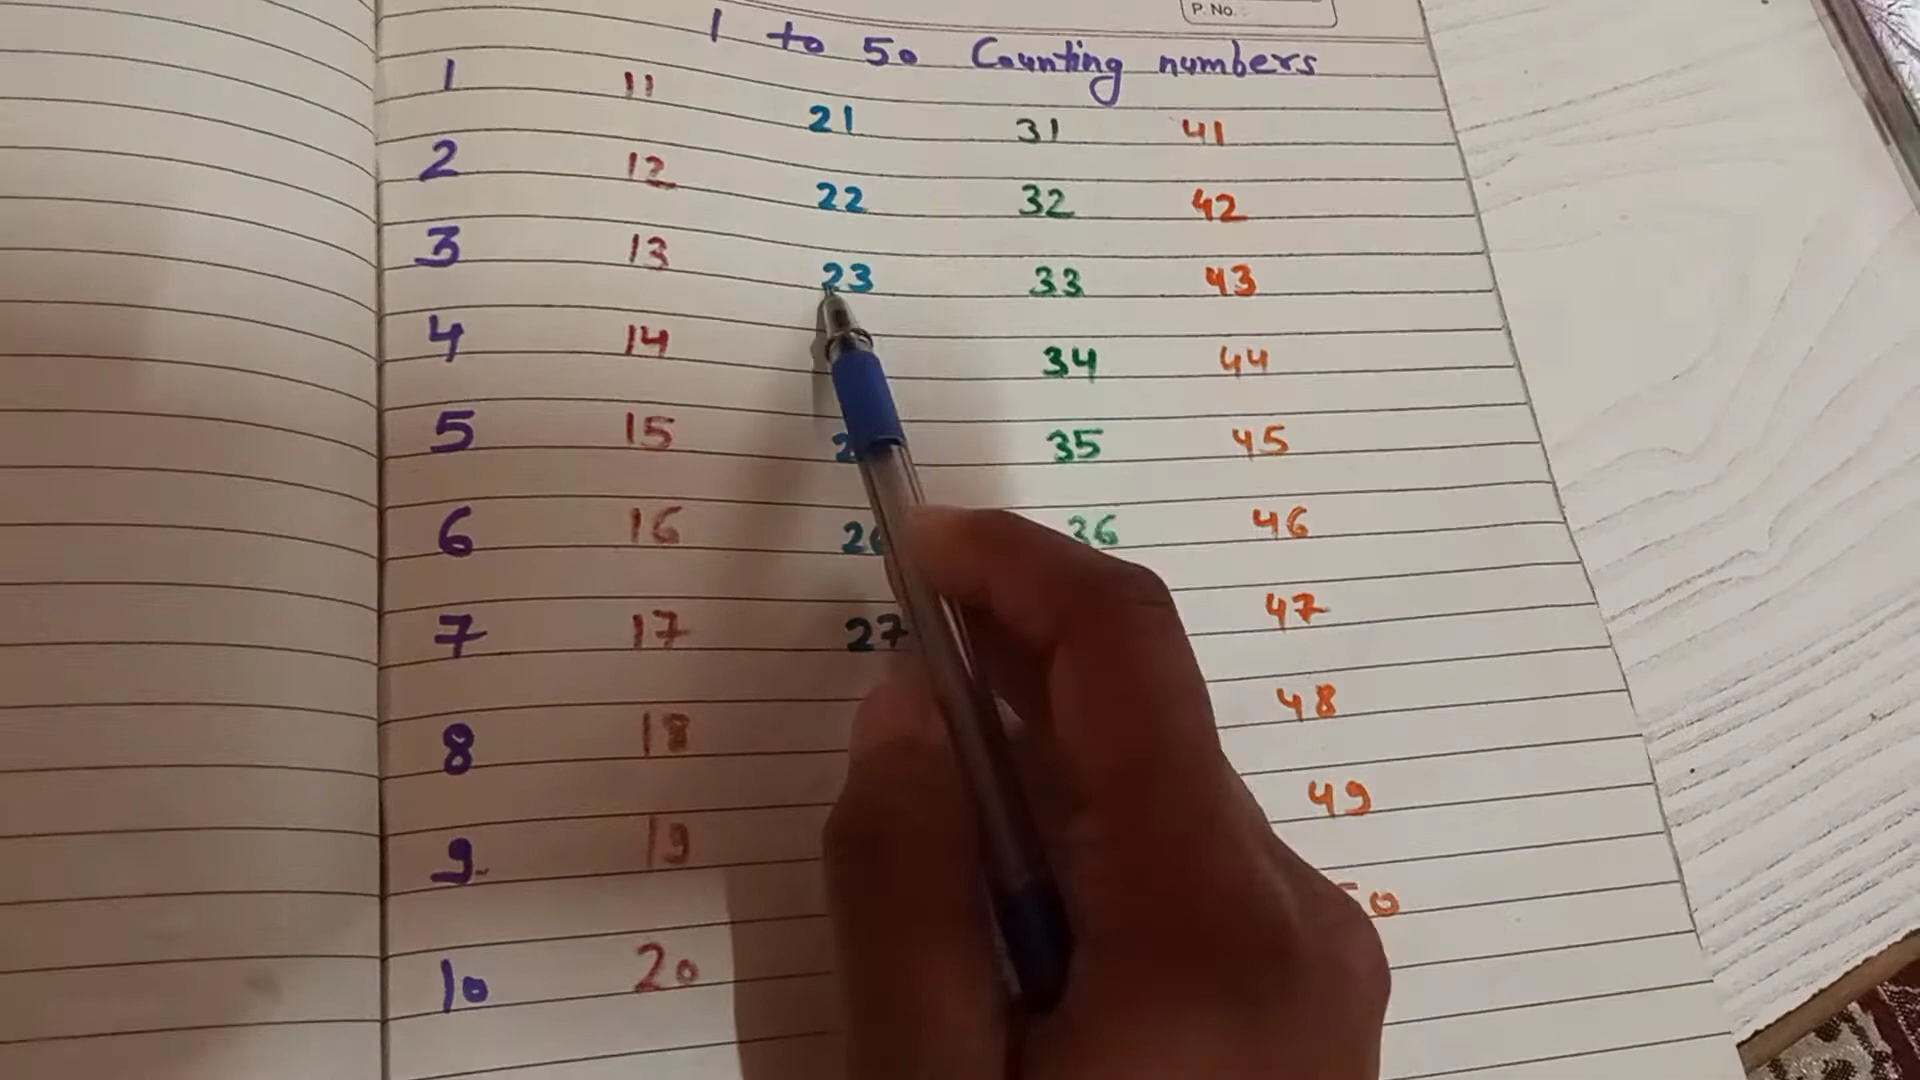 P. No.
1 to 50 Counting numbers
1 11 21 31 41
2 12 22 32 42
3 13 23 33 43
4 14 34 44
5 15 35 45
6 16 26 36 46
7 17 27 47
8 18 48
9 19 49
10 20